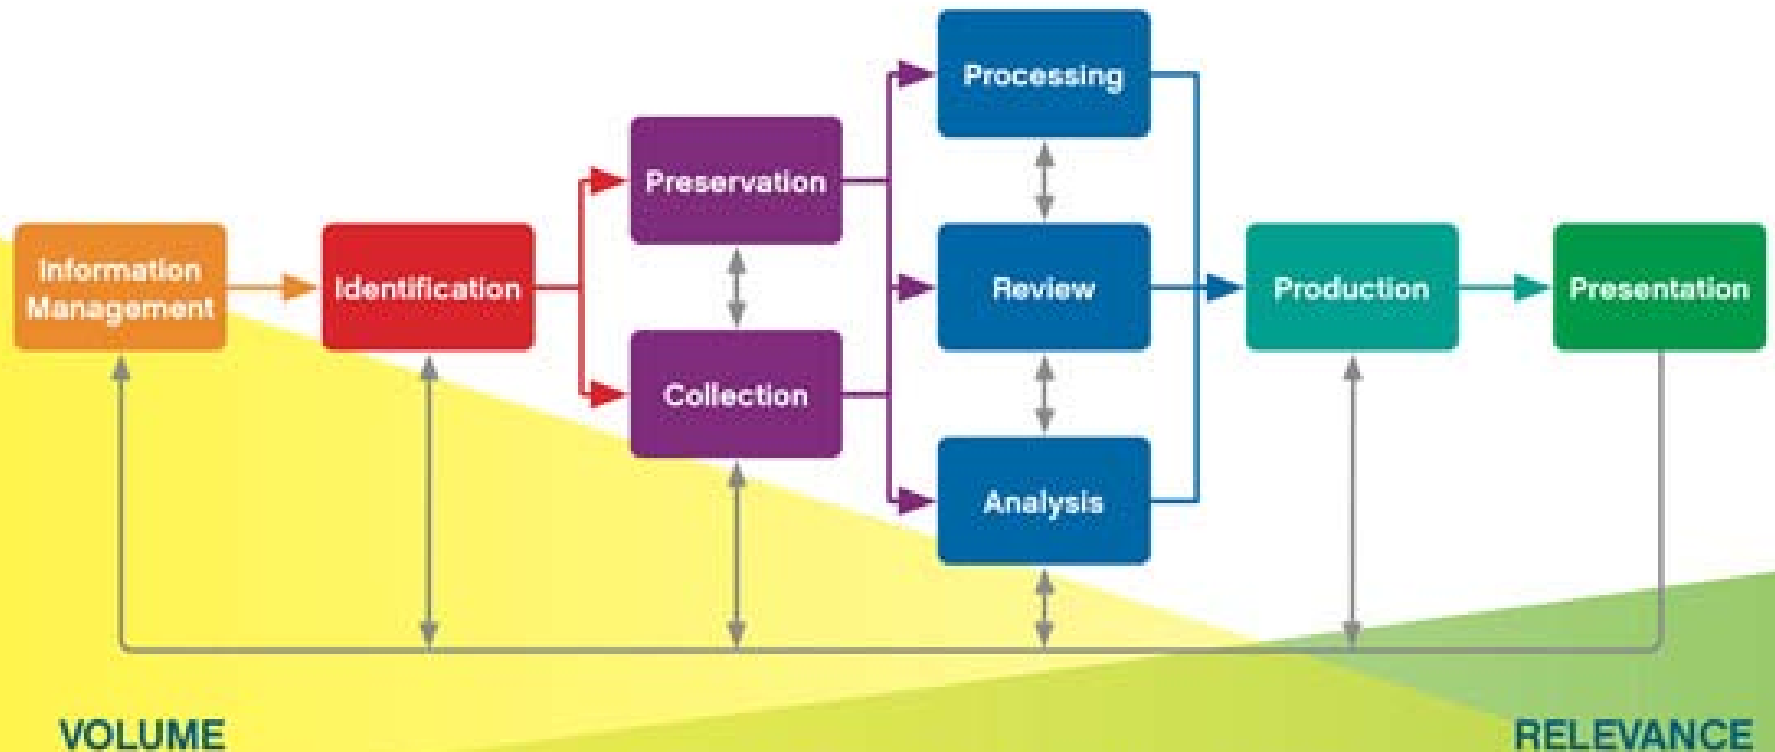 Information
Management
Identification
Preservation
Collection
Processing
Review
Analysis
Production
Presentation
VOLUME
RELEVANCE